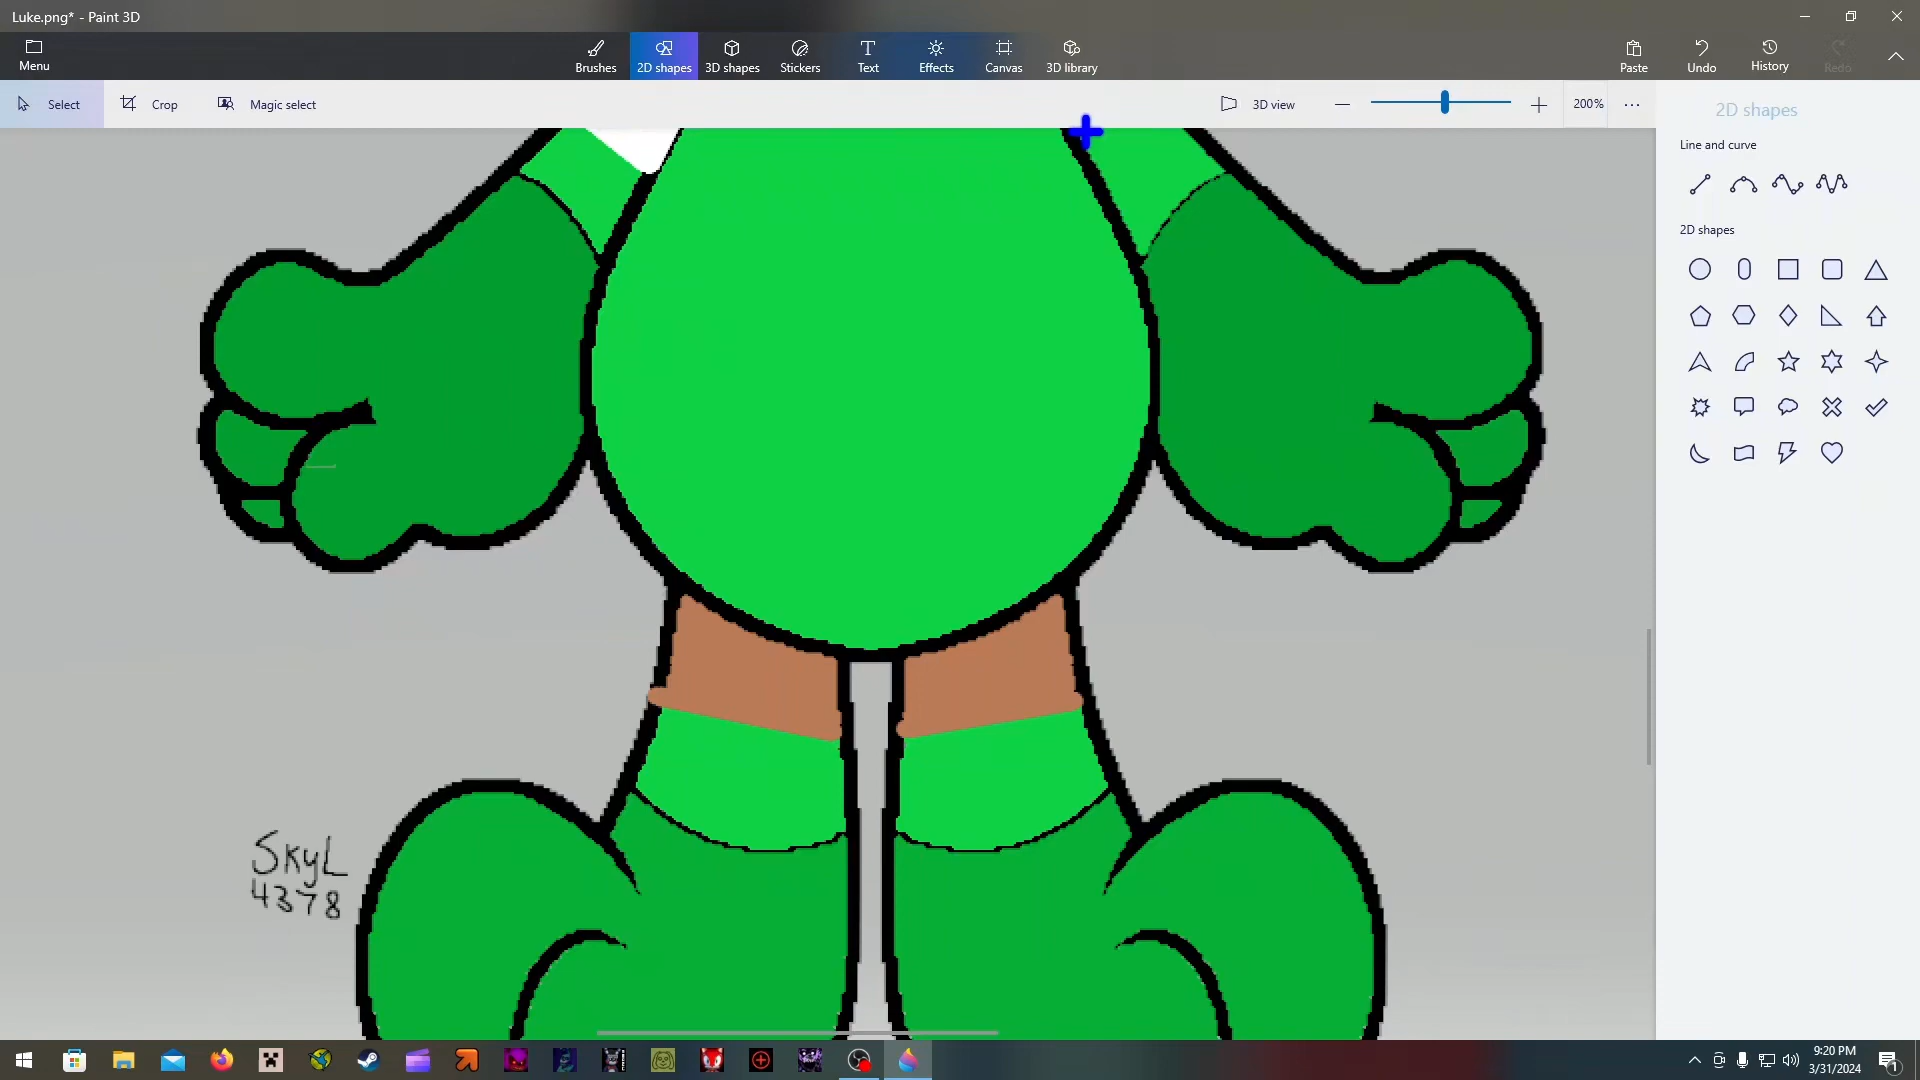 Luke.png* - Paint 3D
Menu
Brushes
2D shapes
3D shapes
Stickers
Text
Effects
Canvas
3D library
Paste
Undo
History
Redo
Select
Crop
Magic select
3D view
200%
2D shapes
Line and curve
2D shapes
SkyL
4378
9:20 PM
3/31/2024
1